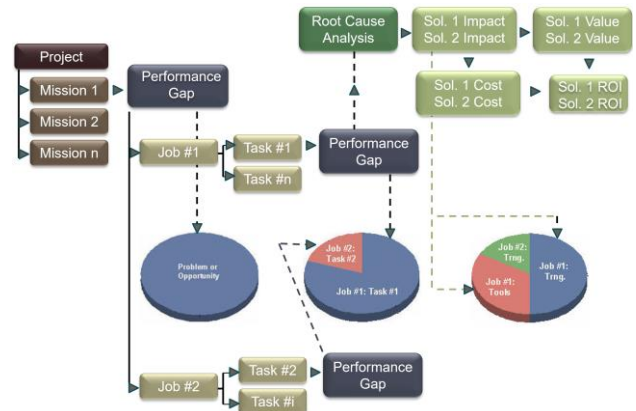 Project
Mission 1
Mission 2
Mission n
Performance
Gap
Root Cause
Analysis
Sol. 1 Impact
Sol. 2 Impact
Sol. 1 Value
Sol. 2 Value
Sol. 1 Cost
Sol. 2 Cost
Sol. 1 ROI
Sol. 2 ROI
Job #1
Task #1
Task #n
Performance
Gap
Problem or
Opportunity
Job #2:
Task #2
Job #1: Task #1
Job #2:
Trng.
Job #1:
Trng.
Job #1:
Tools
Job #2
Task #2
Task #i
Performance
Gap